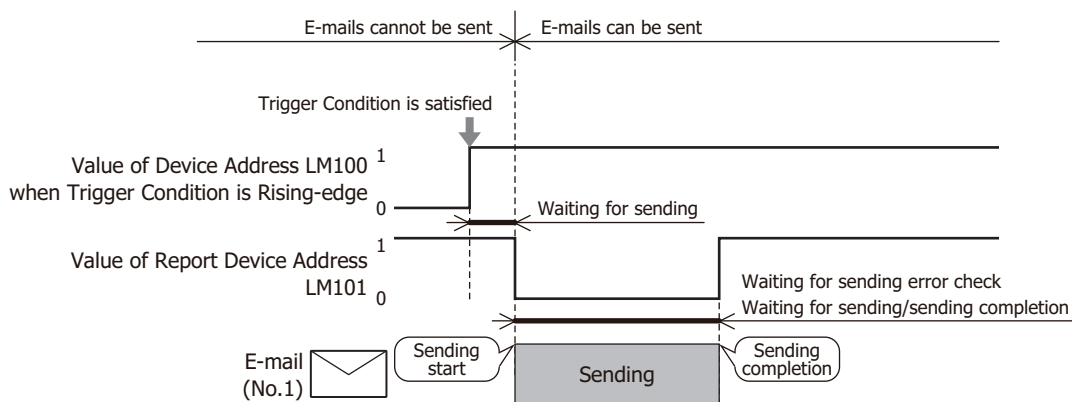 E-mails cannot be sent
E-mails can be sent
Trigger Condition is satisfied
Value of Device Address LM100
when Trigger Condition is Rising-edge
1
0
Waiting for sending
Value of Report Device Address
LM101
1
0
Waiting for sending error check
Waiting for sending/sending completion
E-mail
(No.1)
Sending
start
Sending
Sending
completion